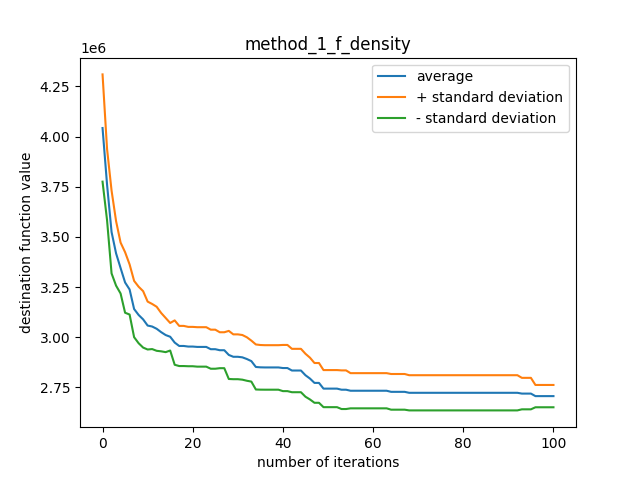 method_1_f_density
1e6
average
+ standard deviation
- standard deviation
4.25
4.00
3.75
3.50
3.25
3.00
2.75
destination function value
0 20 40 60 80 100
number of iterations